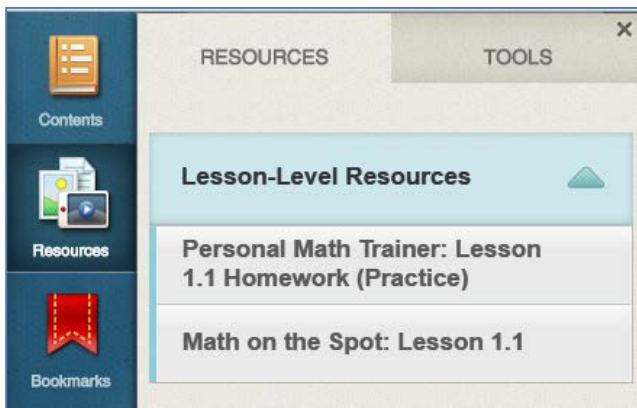 Contents
Resources
Bookmarks
RESOURCES
TOOLS
×
Lesson-Level Resources
Personal Math Trainer: Lesson
1.1 Homework (Practice)
Math on the Spot: Lesson 1.1